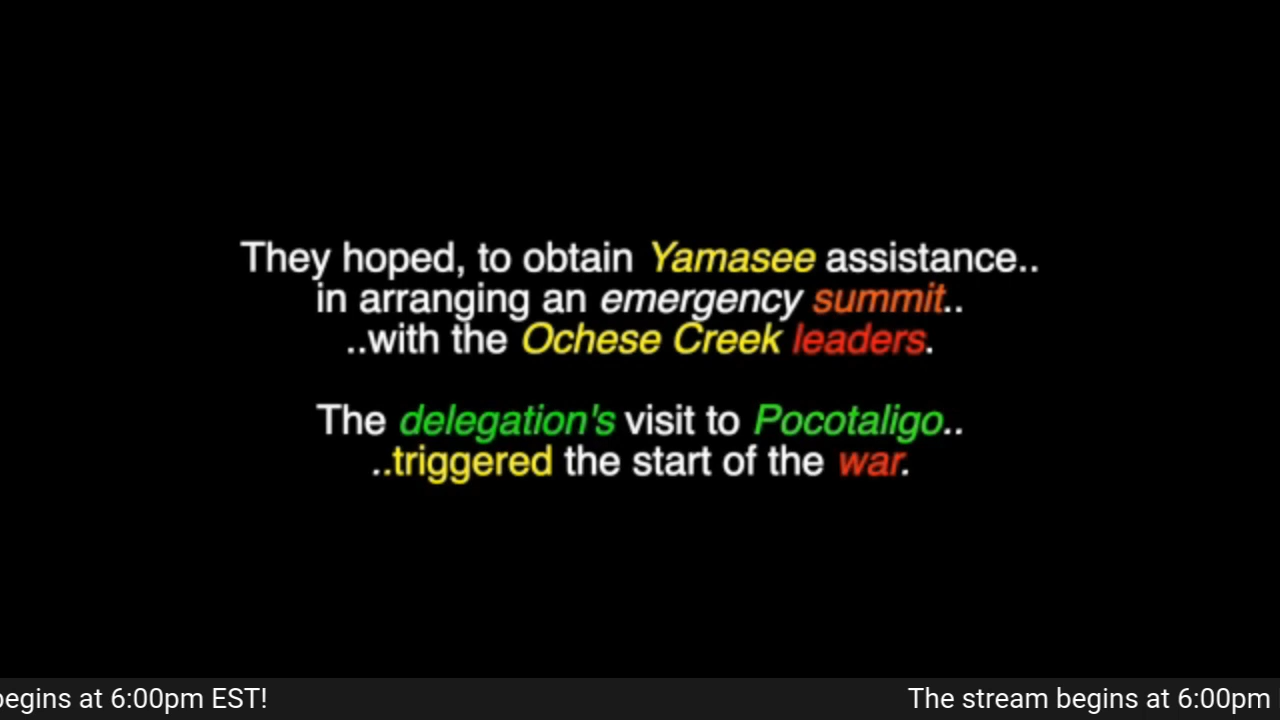 They hoped, to obtain Yamasee assistance..
in arranging an emergency summit..
..with the Ochese Creek leaders.
The delegation's visit to Pocotaligo..
..triggered the start of the war.
begins at 6:00pm EST! The stream begins at 6:00pm